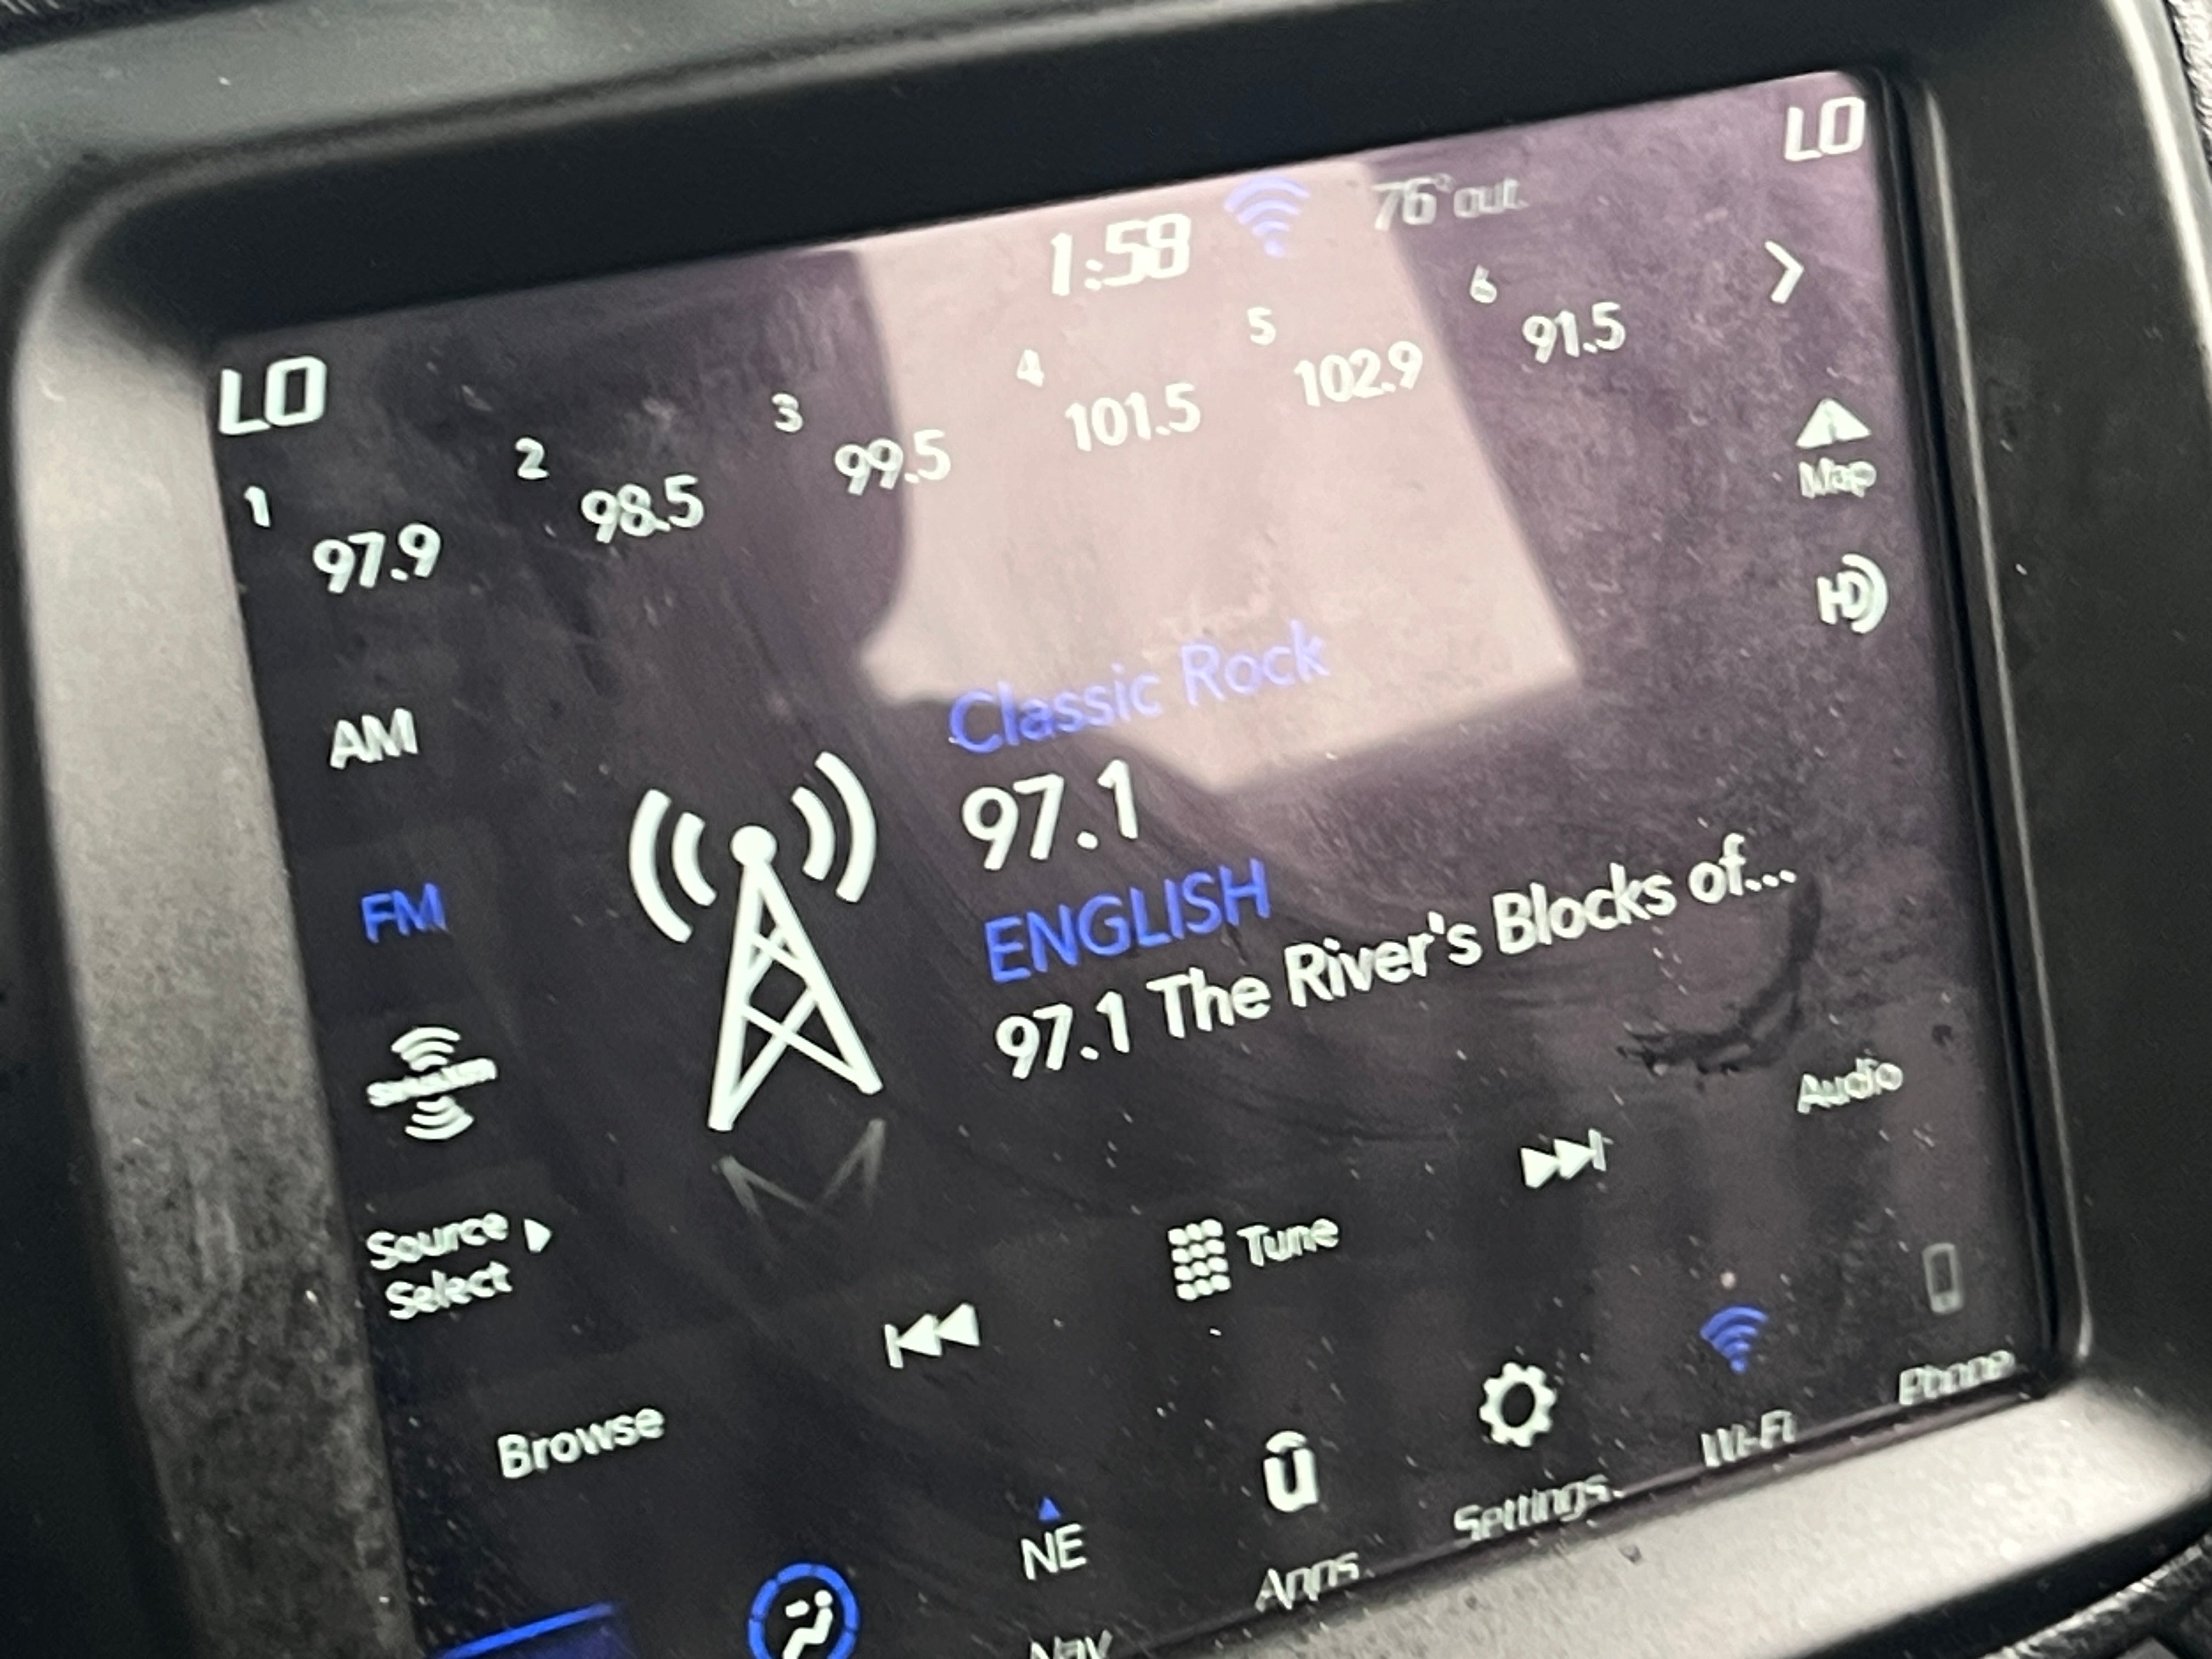 LO
1:58
76° out.
LO
1 97.9
2 98.5
3 99.5
4 101.5
5 102.9
6 91.5
Map
HD
AM
FM
Classic Rock
97.1
ENGLISH
97.1 The River's Blocks of...
Source
Select
Browse
Tune
Audio
NE
Nav
Apps
Settings
Wi-Fi
Phone